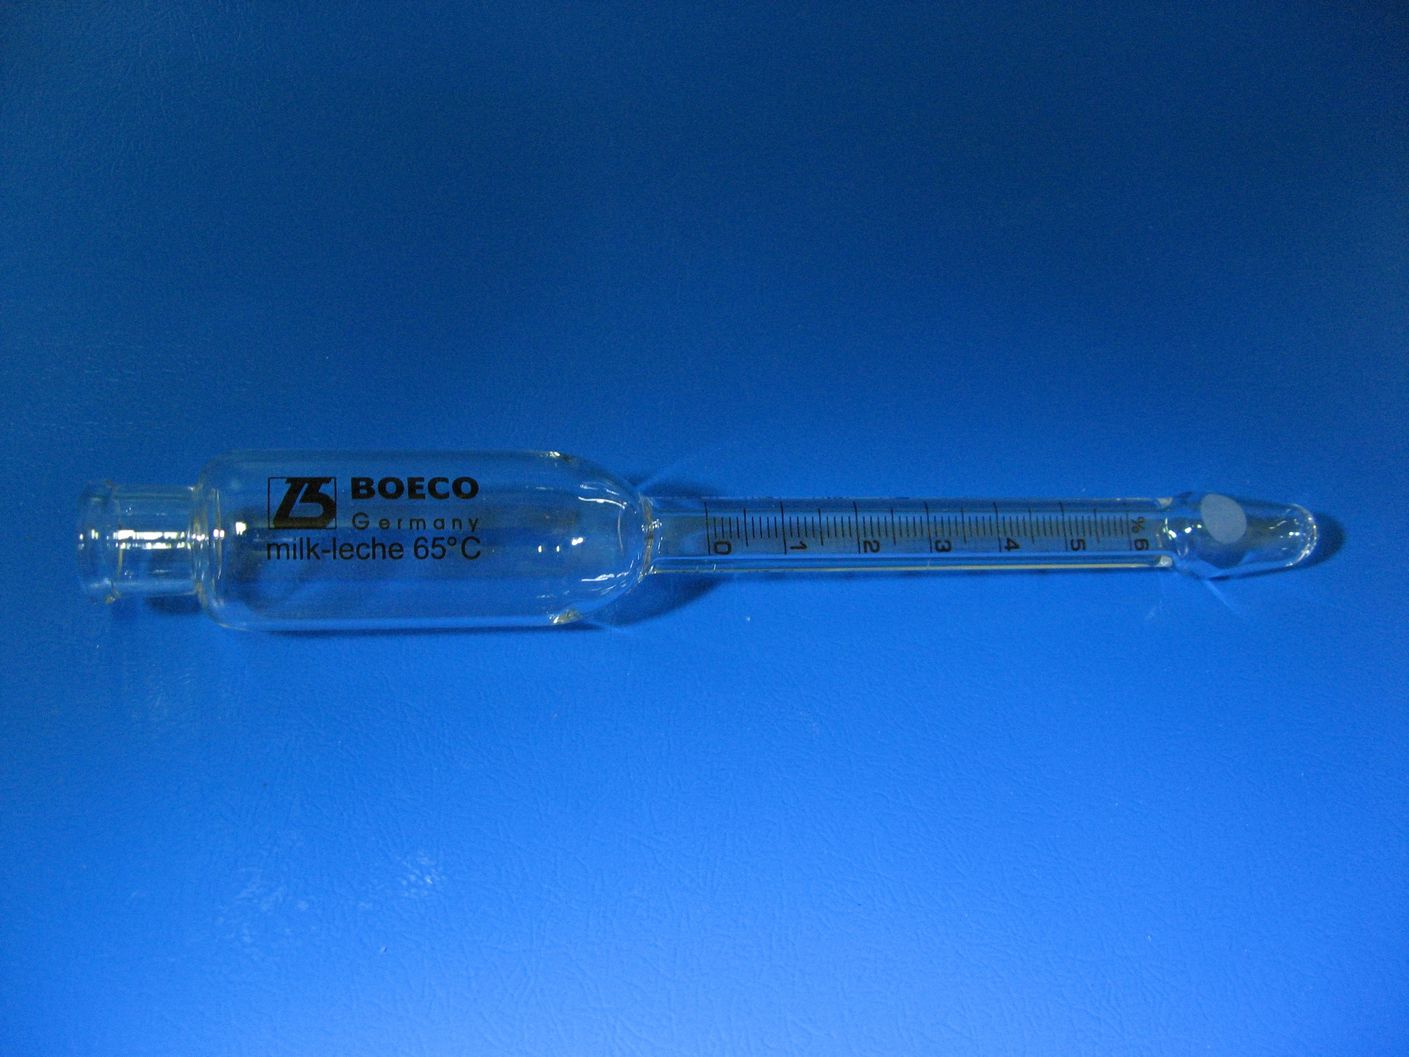 BOECO
Germany
milk-leche 65°C
0 1 2 3 4 5 6 %